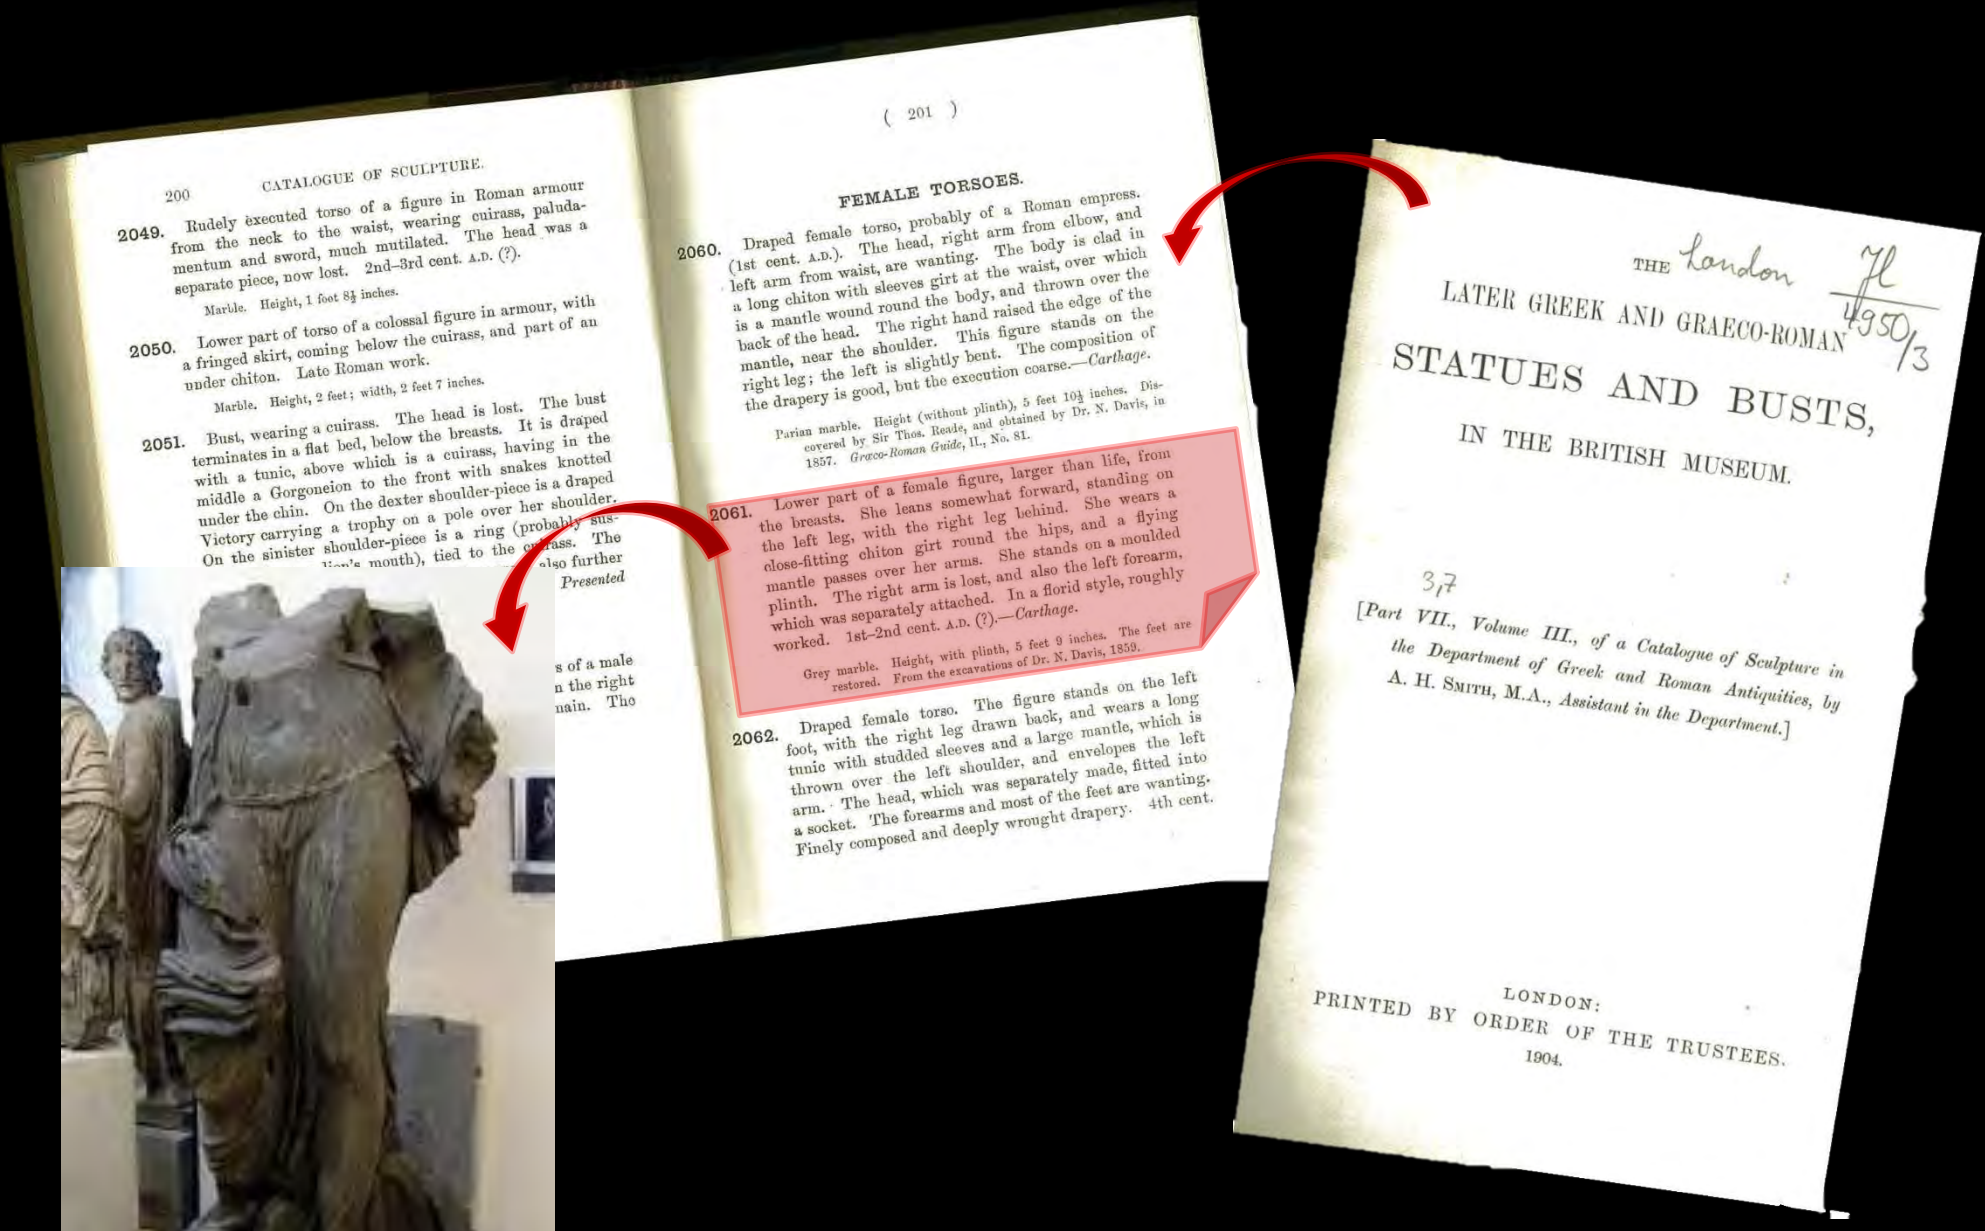 200
CATALOGUE OF SCULPTURE.
2049. Rudely executed torso of a figure in Roman armour
from the neck to the waist, wearing cuirass, paluda-
mentum and sword, much mutilated. The head was a
separate piece, now lost. 2nd–3rd cent. A.D. (?).
Marble. Height, 1 foot 8½ inches.
2050. Lower part of torso of a colossal figure in armour, with
a fringed skirt, coming below the cuirass, and part of an
under chiton. Late Roman work.
Marble. Height, 2 feet; width, 2 feet 7 inches.
2051. Bust, wearing a cuirass. The head is lost. The bust
terminates in a flat bed, below the breasts. It is draped
with a tunic, above which is a cuirass, having in the
middle a Gorgoneion to the front with snakes knotted
under the chin. On the dexter shoulder-piece is a draped
Victory carrying a trophy on a pole over her shoulder.
On the sinister shoulder-piece is a ring (probably sus-
lion's mouth), tied to the cuirass. The
also further
Presented
s of a male
n the right
main. The
( 201 )
FEMALE TORSOES.
2060. Draped female torso, probably of a Roman empress.
(1st cent. A.D.). The head, right arm from elbow, and
left arm from waist, are wanting. The body is clad in
a long chiton with sleeves girt at the waist, over which
is a mantle wound round the body, and thrown over the
back of the head. The right hand raised the edge of the
mantle, near the shoulder. This figure stands on the
right leg; the left is slightly bent. The composition of
the drapery is good, but the execution coarse.—Carthage.
Parian marble. Height (without plinth), 5 feet 10½ inches. Dis-
covered by Sir Thos. Reade, and obtained by Dr. N. Davis, in
1857. Græco-Roman Guide, II., No. 81.
2061. Lower part of a female figure, larger than life, from
the breasts. She leans somewhat forward, standing on
the left leg, with the right leg behind. She wears a
close-fitting chiton girt round the hips, and a flying
mantle passes over her arms. She stands on a moulded
plinth. The right arm is lost, and also the left forearm,
which was separately attached. In a florid style, roughly
worked. 1st–2nd cent. A.D. (?).—Carthage.
Grey marble. Height, with plinth, 5 feet 9 inches. The feet are
restored. From the excavations of Dr. N. Davis, 1859.
2062. Draped female torso. The figure stands on the left
foot, with the right leg drawn back, and wears a long
tunic with studded sleeves and a large mantle, which is
thrown over the left shoulder, and envelopes the left
arm. The head, which was separately made, fitted into
a socket. The forearms and most of the feet are wanting.
Finely composed and deeply wrought drapery. 4th cent.
THE London
4950/3
LATER GREEK AND GRAECO-ROMAN
STATUES AND BUSTS,
IN THE BRITISH MUSEUM.
3,7
[Part VII., Volume III., of a Catalogue of Sculpture in
the Department of Greek and Roman Antiquities, by
A. H. SMITH, M.A., Assistant in the Department.]
LONDON:
PRINTED BY ORDER OF THE TRUSTEES.
1904.